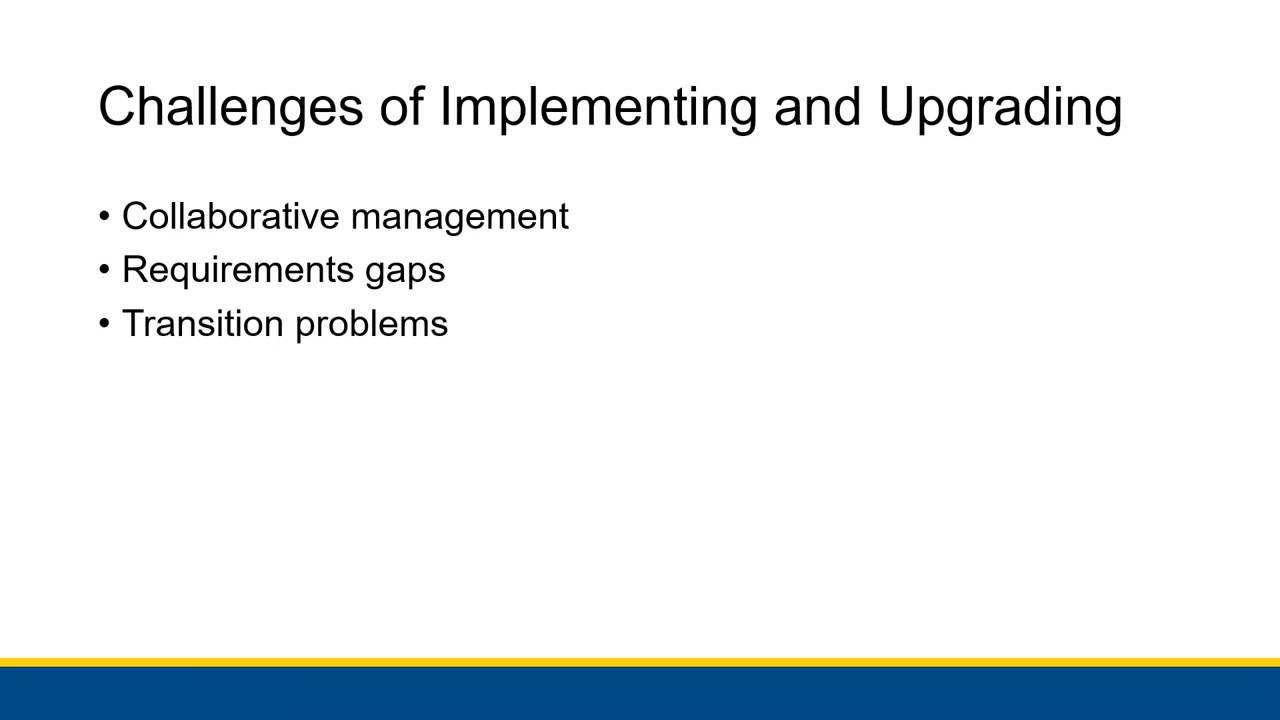 Challenges of Implementing and Upgrading
• Collaborative management
• Requirements gaps
• Transition problems